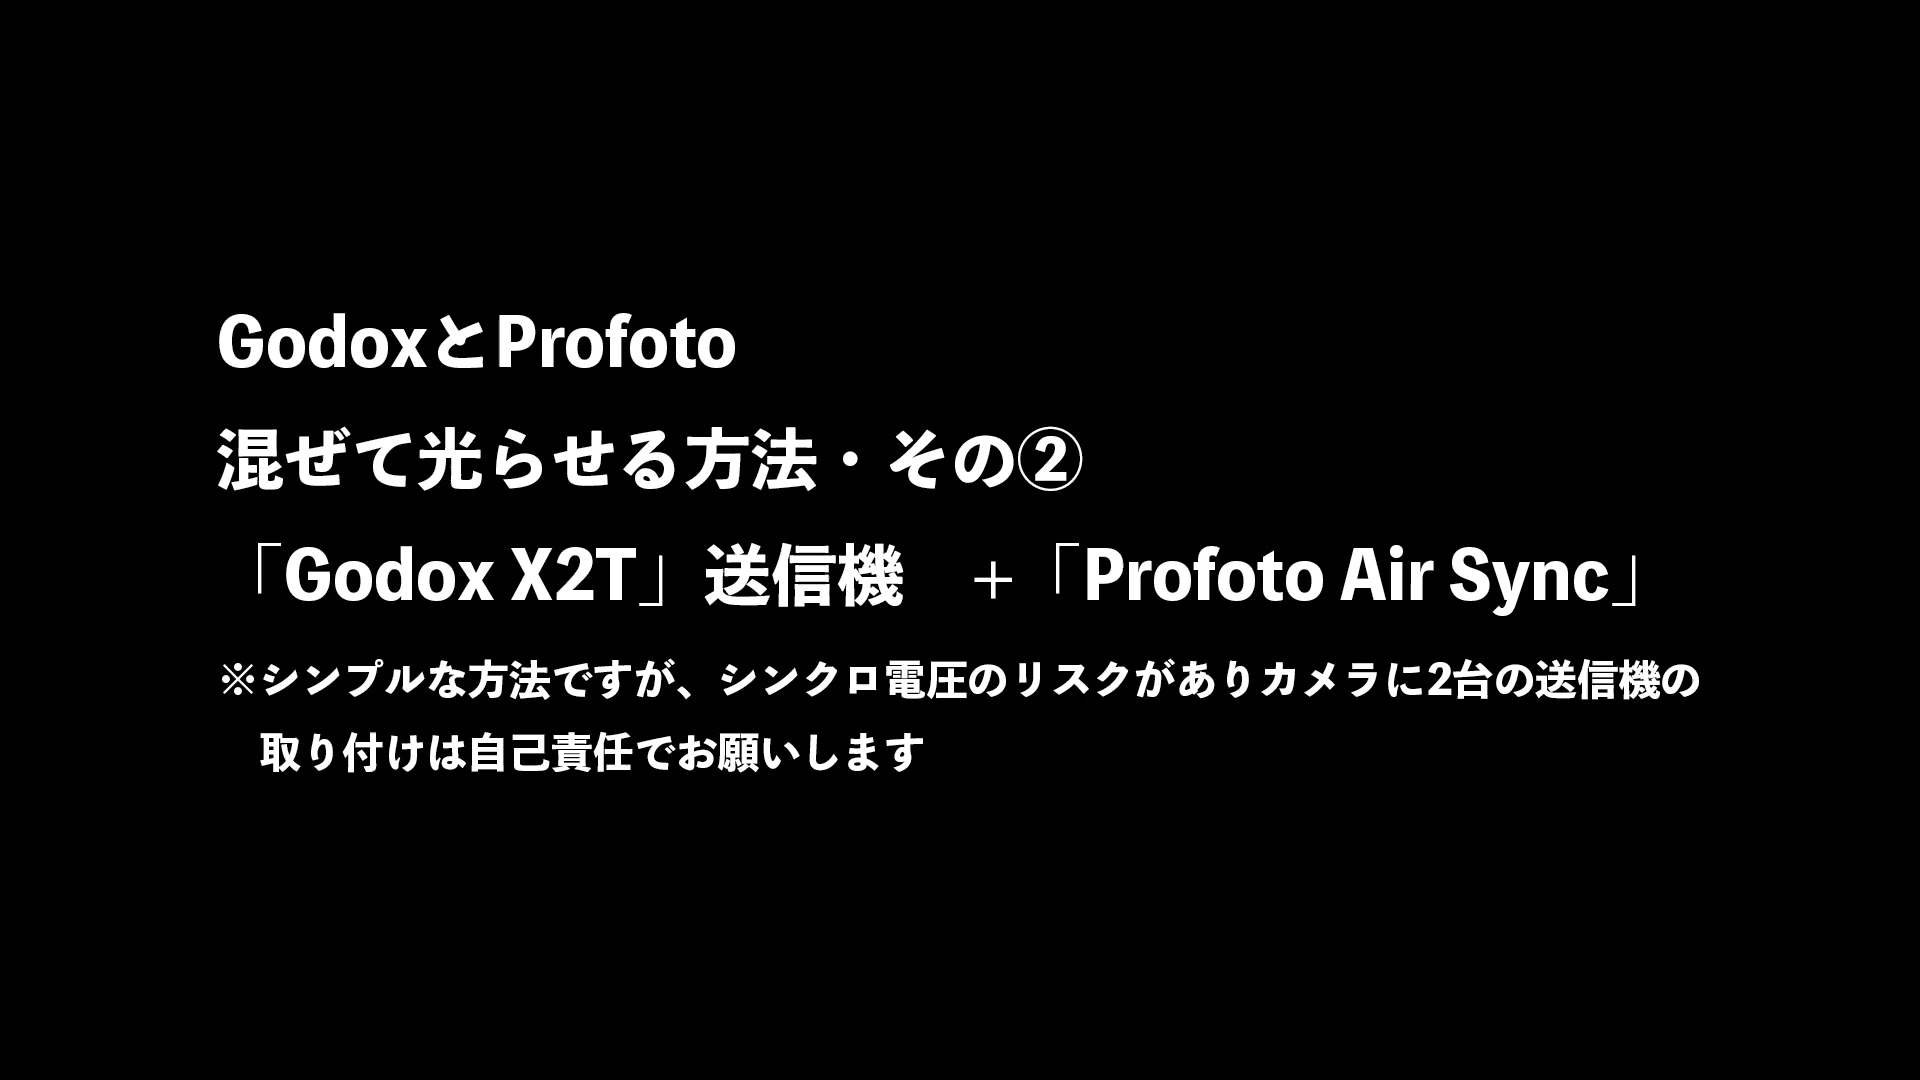 GodoxとProfoto
混ぜて光らせる方法・その②
「Godox X2T」送信機　+「Profoto Air Sync」
※シンプルな方法ですが、シンクロ電圧のリスクがありカメラに2台の送信機の
取り付けは自己責任でお願いします